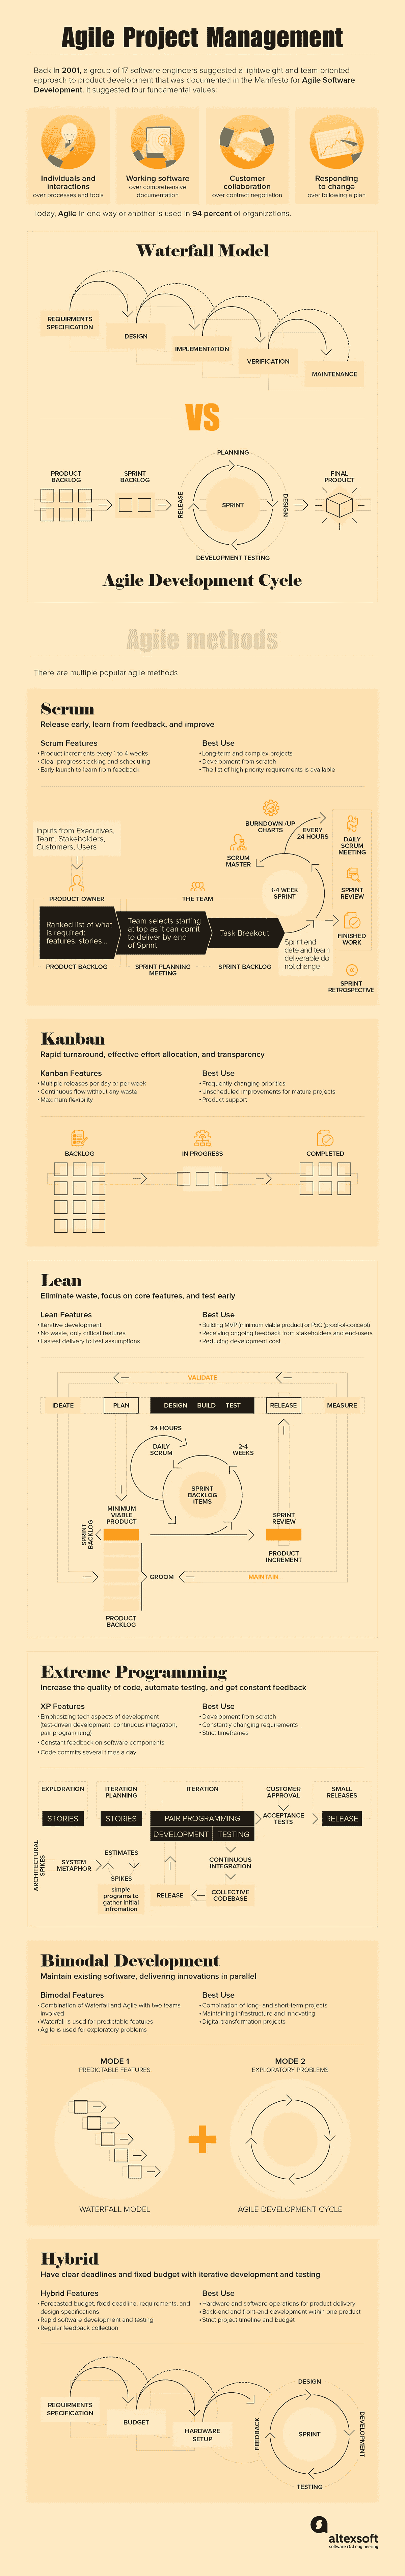 Agile Project Management
Back in 2001, a group of 17 software engineers suggested a lightweight and team-oriented
approach to product development that was documented in the Manifesto for Agile Software
Development. It suggested four fundamental values:
Individuals and
interactions
over processes and tools
Working software
over comprehensive
documentation
Customer
collaboration
over contract negotiation
Responding
to change
over following a plan
Today, Agile in one way or another is used in 94 percent of organizations.
Waterfall Model
REQUIRMENTS
SPECIFICATION
DESIGN
IMPLEMENTATION
VERIFICATION
MAINTENANCE
VS
PRODUCT
BACKLOG
SPRINT
BACKLOG
RELEASE
PLANNING
SPRINT
DESIGN
DEVELOPMENT TESTING
FINAL
PRODUCT
Agile Development Cycle
Agile methods
There are multiple popular agile methods
Scrum
Release early, learn from feedback, and improve
Scrum Features
• Product increments every 1 to 4 weeks
• Clear progress tracking and scheduling
• Early launch to learn from feedback
Best Use
• Long-term and complex projects
• Development from scratch
• The list of high priority requirements is available
Inputs from Executives,
Team, Stakeholders,
Customers, Users
BURNDOWN /UP
CHARTS
EVERY
24 HOURS
SCRUM
MASTER
DAILY
SCRUM
MEETING
1-4 WEEK
SPRINT
SPRINT
REVIEW
PRODUCT OWNER
THE TEAM
Ranked list of what
is required:
features, stories...
Team selects starting
at top as it can comit
to deliver by end
of Sprint
Task Breakout
Sprint end
date and team
deliverable do
not change
FINISHED
WORK
PRODUCT BACKLOG
SPRINT PLANNING
MEETING
SPRINT BACKLOG
SPRINT
RETROSPECTIVE
Kanban
Rapid turnaround, effective effort allocation, and transparency
Kanban Features
• Multiple releases per day or per week
• Continuous flow without any waste
• Maximum flexibility
Best Use
• Frequently changing priorities
• Unscheduled improvements for mature projects
• Product support
BACKLOG
IN PROGRESS
COMPLETED
Lean
Eliminate waste, focus on core features, and test early
Lean Features
• Iterative development
• No waste, only critical features
• Fastest delivery to test assumptions
Best Use
• Building MVP (minimum viable product) or PoC (proof-of-concept)
• Receiving ongoing feedback from stakeholders and end-users
• Reducing development cost
VALIDATE
IDEATE
PLAN
DESIGN BUILD TEST
RELEASE
MEASURE
24 HOURS
DAILY
SCRUM
2-4
WEEKS
SPRINT
BACKLOG
ITEMS
MINIMUM
VIABLE
PRODUCT
SPRINT
REVIEW
SPRINT
BACKLOG
PRODUCT
INCREMENT
GROOM
MAINTAIN
PRODUCT
BACKLOG
Extreme Programming
Increase the quality of code, automate testing, and get constant feedback
XP Features
• Emphasizing tech aspects of development
(test-driven development, continuous integration,
pair programming)
• Constant feedback on software components
• Code commits several times a day
Best Use
• Development from scratch
• Constantly changing requirements
• Strict timeframes
EXPLORATION
ITERATION
PLANNING
ITERATION
CUSTOMER
APPROVAL
SMALL
RELEASES
STORIES
STORIES
PAIR PROGRAMMING
ACCEPTANCE
TESTS
RELEASE
DEVELOPMENT
TESTING
ARCHITECTURAL
SPIKES
SYSTEM
METAPHOR
ESTIMATES
CONTINUOUS
INTEGRATION
SPIKES
simple
programs to
gather initial
infromation
RELEASE
COLLECTIVE
CODEBASE
Bimodal Development
Maintain existing software, delivering innovations in parallel
Bimodal Features
• Combination of Waterfall and Agile with two teams
involved
• Waterfall is used for predictable features
• Agile is used for exploratory problems
Best Use
• Combination of long- and short-term projects
• Maintaining infrastructure and innovating
• Digital transformation projects
MODE 1
PREDICTABLE FEATURES
MODE 2
EXPLORATORY PROBLEMS
WATERFALL MODEL
AGILE DEVELOPMENT CYCLE
Hybrid
Have clear deadlines and fixed budget with iterative development and testing
Hybrid Features
• Forecasted budget, fixed deadline, requirements, and
design specifications
• Rapid software development and testing
• Regular feedback collection
Best Use
• Hardware and software operations for product delivery
• Back-end and front-end development within one product
• Strict project timeline and budget
REQUIRMENTS
SPECIFICATION
BUDGET
HARDWARE
SETUP
FEEDBACK
DESIGN
SPRINT
DEVELOPMENT
TESTING
altexsoft
software r&d engineering